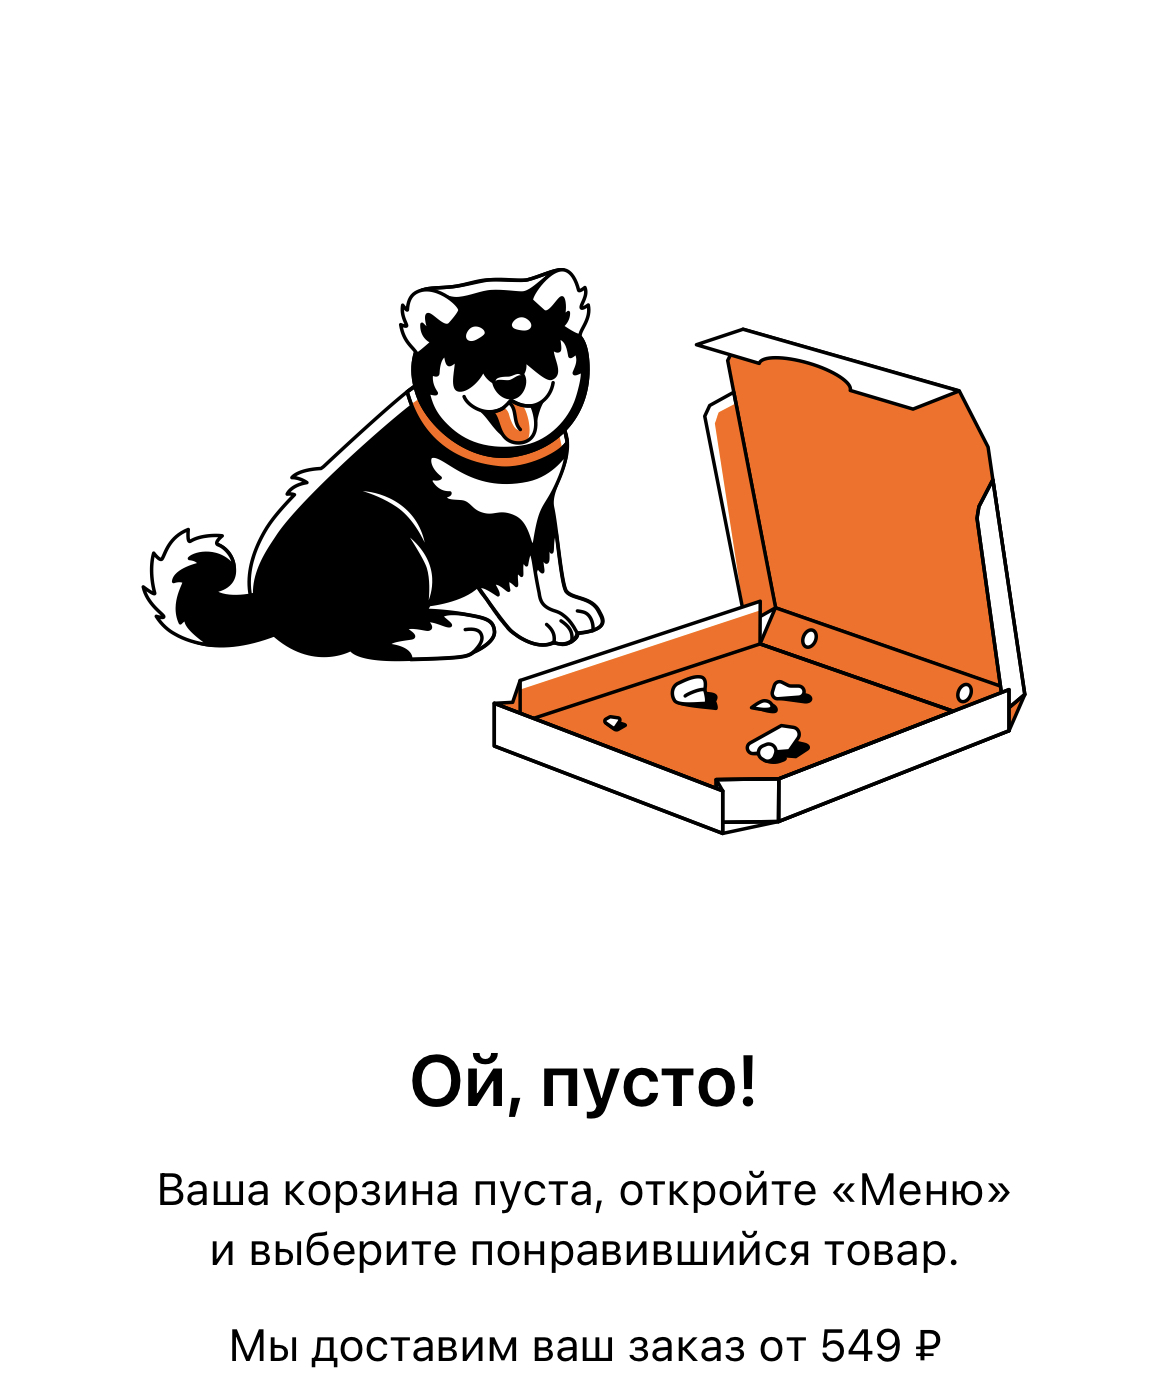 Ой, пусто!
Ваша корзина пуста, откройте «Меню»
и выберите понравившийся товар.
Мы доставим ваш заказ от 549 ₽